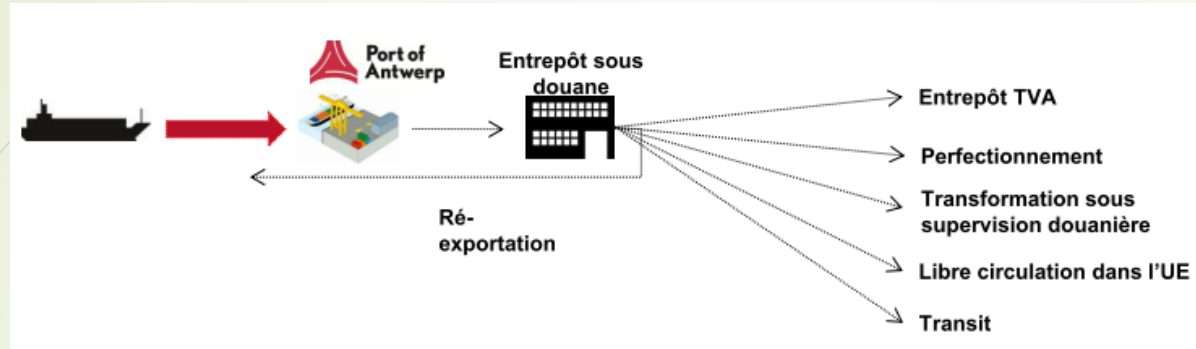 Port of
Antwerp
Entrepôt sous
douane
Entrepôt TVA
Perfectionnement
Transformation sous
supervision douanière
Libre circulation dans l'UE
Transit
Ré-
exportation